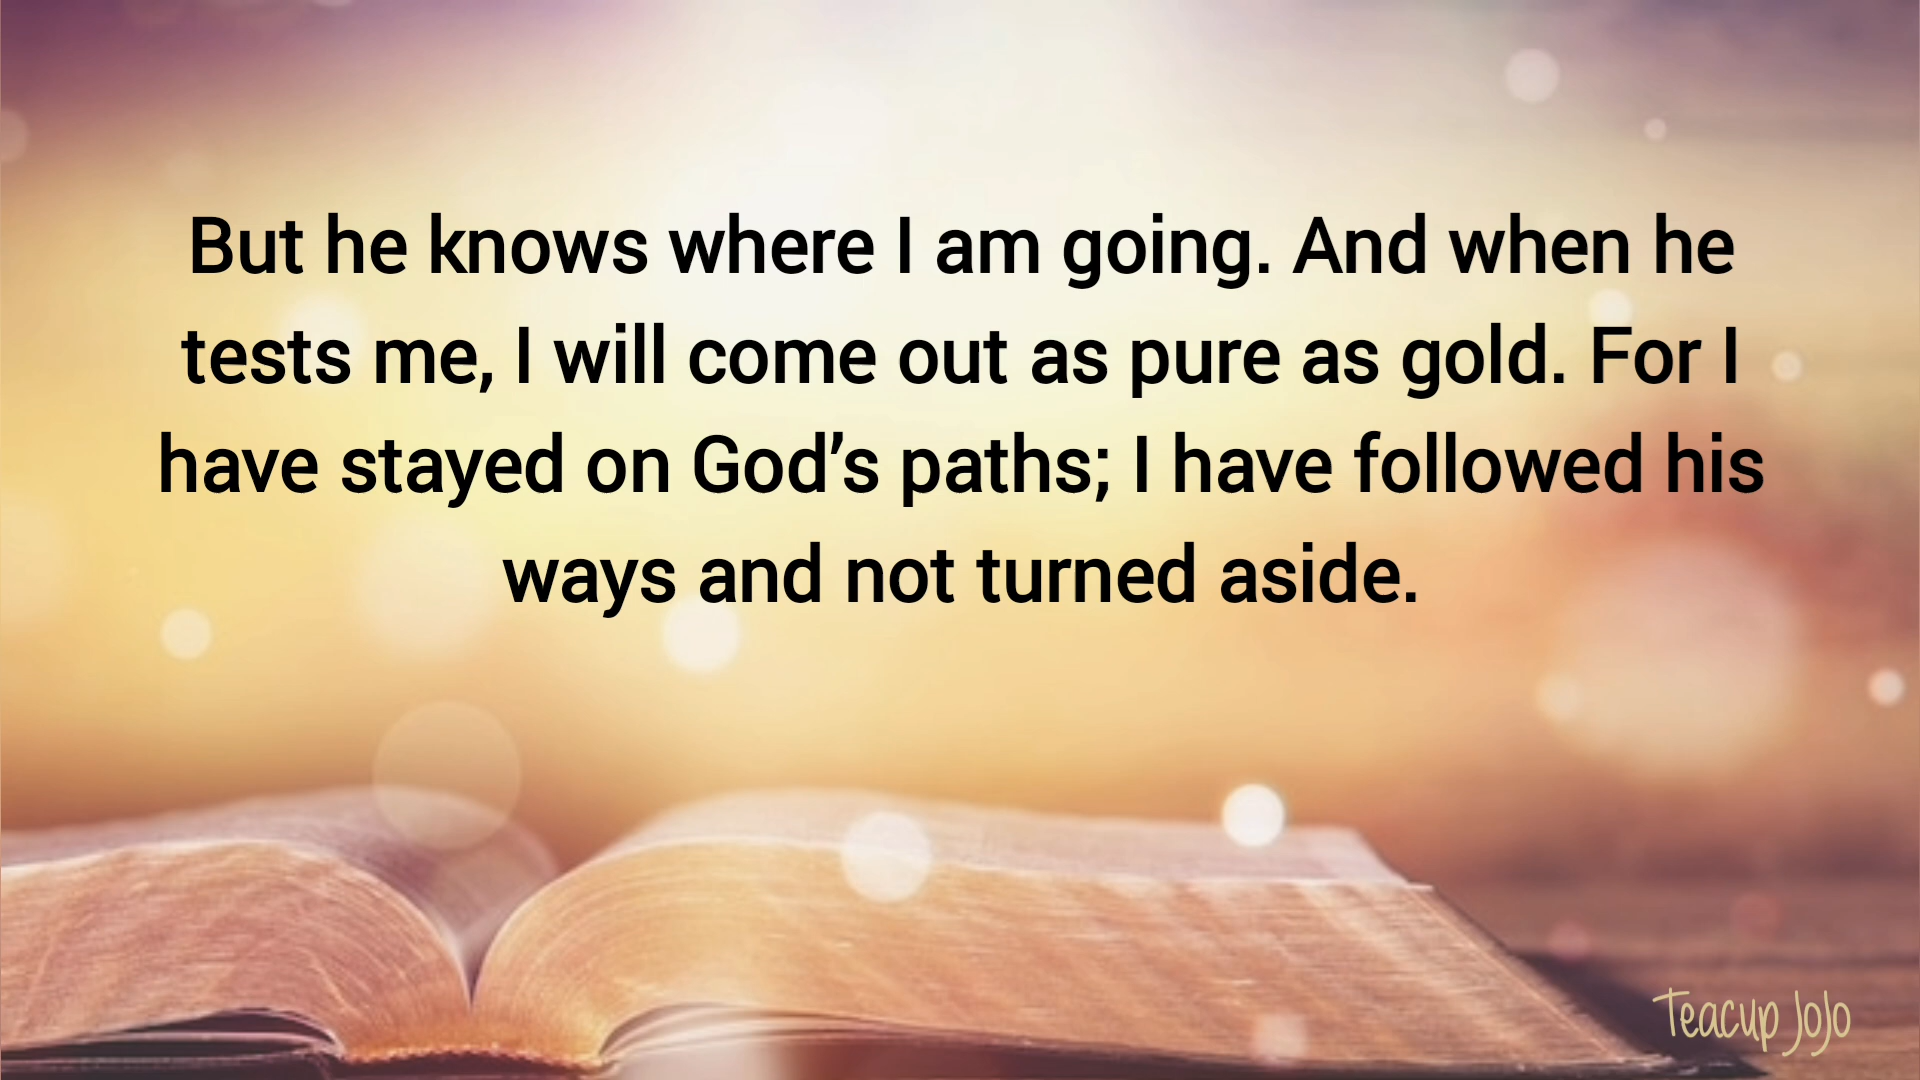 But he knows where I am going. And when he
tests me, I will come out as pure as gold. For I
have stayed on God’s paths; I have followed his
ways and not turned aside.
Teacup JoJo